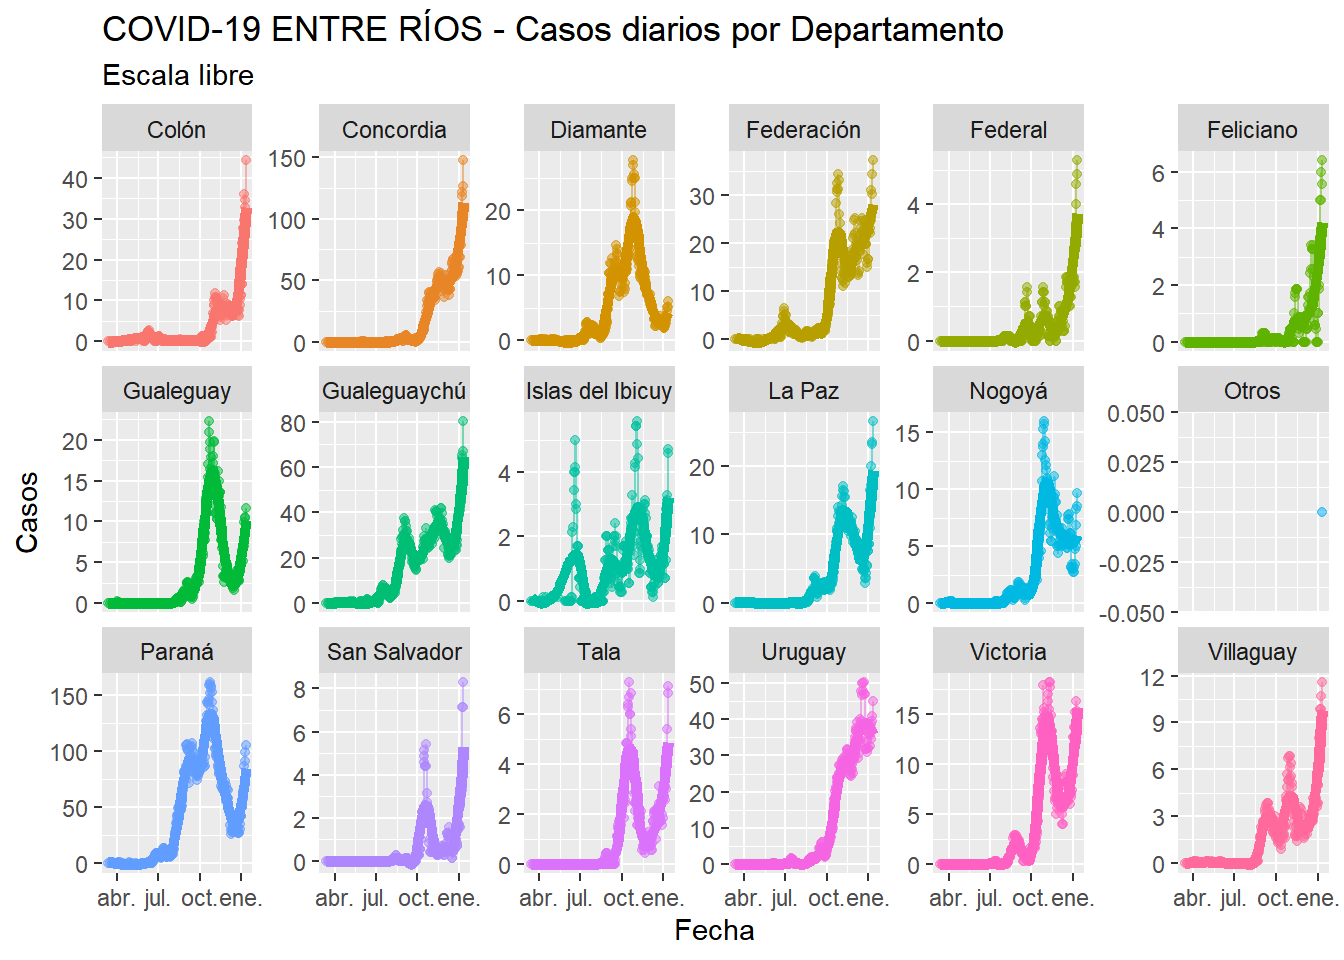 COVID-19 ENTRE RÍOS - Casos diarios por Departamento
Escala libre
Colón Concordia Diamante Federación Federal Feliciano
40 30 20 10 0
150 100 50 0
20 10 0
30 20 10 0
4 2 0
6 4 2 0
Gualeguay Gualeguaychú Islas del Ibicuy La Paz Nogoyá Otros
20 15 10 5 0
80 60 40 20 0
4 2 0
20 10 0
15 10 5 0
0.050 0.025 0.000 -0.025 -0.050
Casos
Paraná San Salvador Tala Uruguay Victoria Villaguay
150 100 50 0
8 6 4 2 0
6 4 2 0
50 40 30 20 10 0
15 10 5 0
12 9 6 3 0
abr. jul. oct. ene. abr. jul. oct. ene. abr. jul. oct. ene. abr. jul. oct. ene. abr. jul. oct. ene. abr. jul. oct. ene.
Fecha